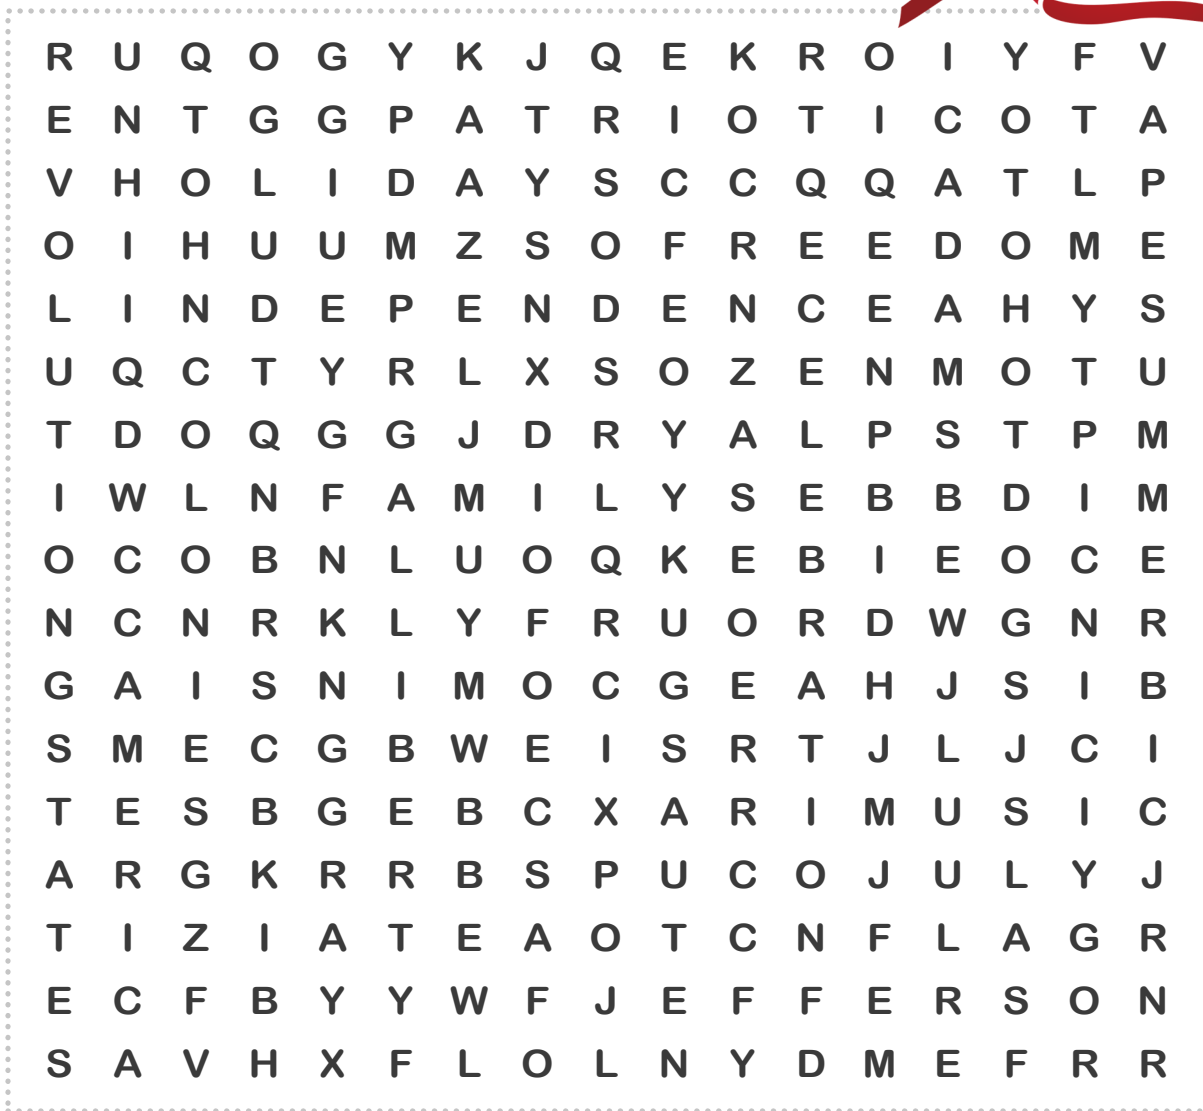 R U Q O G Y K J Q E K R O I Y F V
E N T G G P A T R I O T I C O T A
V H O L I D A Y S C C Q Q A T L P
O I H U U M Z S O F R E E D O M E
L I N D E P E N D E N C E A H Y S
U Q C T Y R L X S O Z E N M O T U
T D O Q G G J D R Y A L P S T P M
I W L N F A M I L Y S E B B D I M
O C O B N L U O Q K E B I E O C E
N C N R K L Y F R U O R D W G N R
G A I S N I M O C G E A H J S I B
S M E C G B W E I S R T J L J C I
T E S B G E B C X A R I M U S I C
A R G K R R B S P U C O J U L Y J
T I Z I A T E A O T C N F L A G R
E C F B Y Y W F J E F F E R S O N
S A V H X F L O L N Y D M E F R R